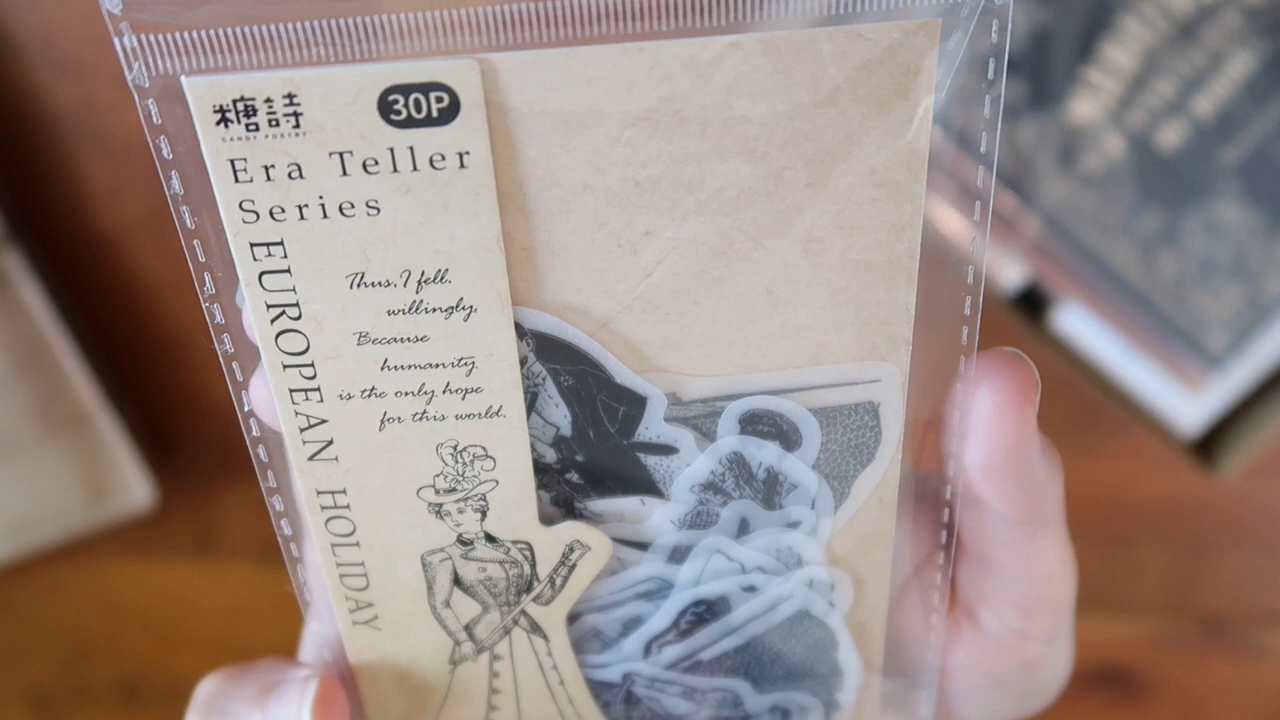 糖詩
CANDY POETRY
30P
Era Teller
Series
EUROPEAN HOLIDAY
Thus, I fell.
willingly,
Because
humanity
is the only hope
for this world.